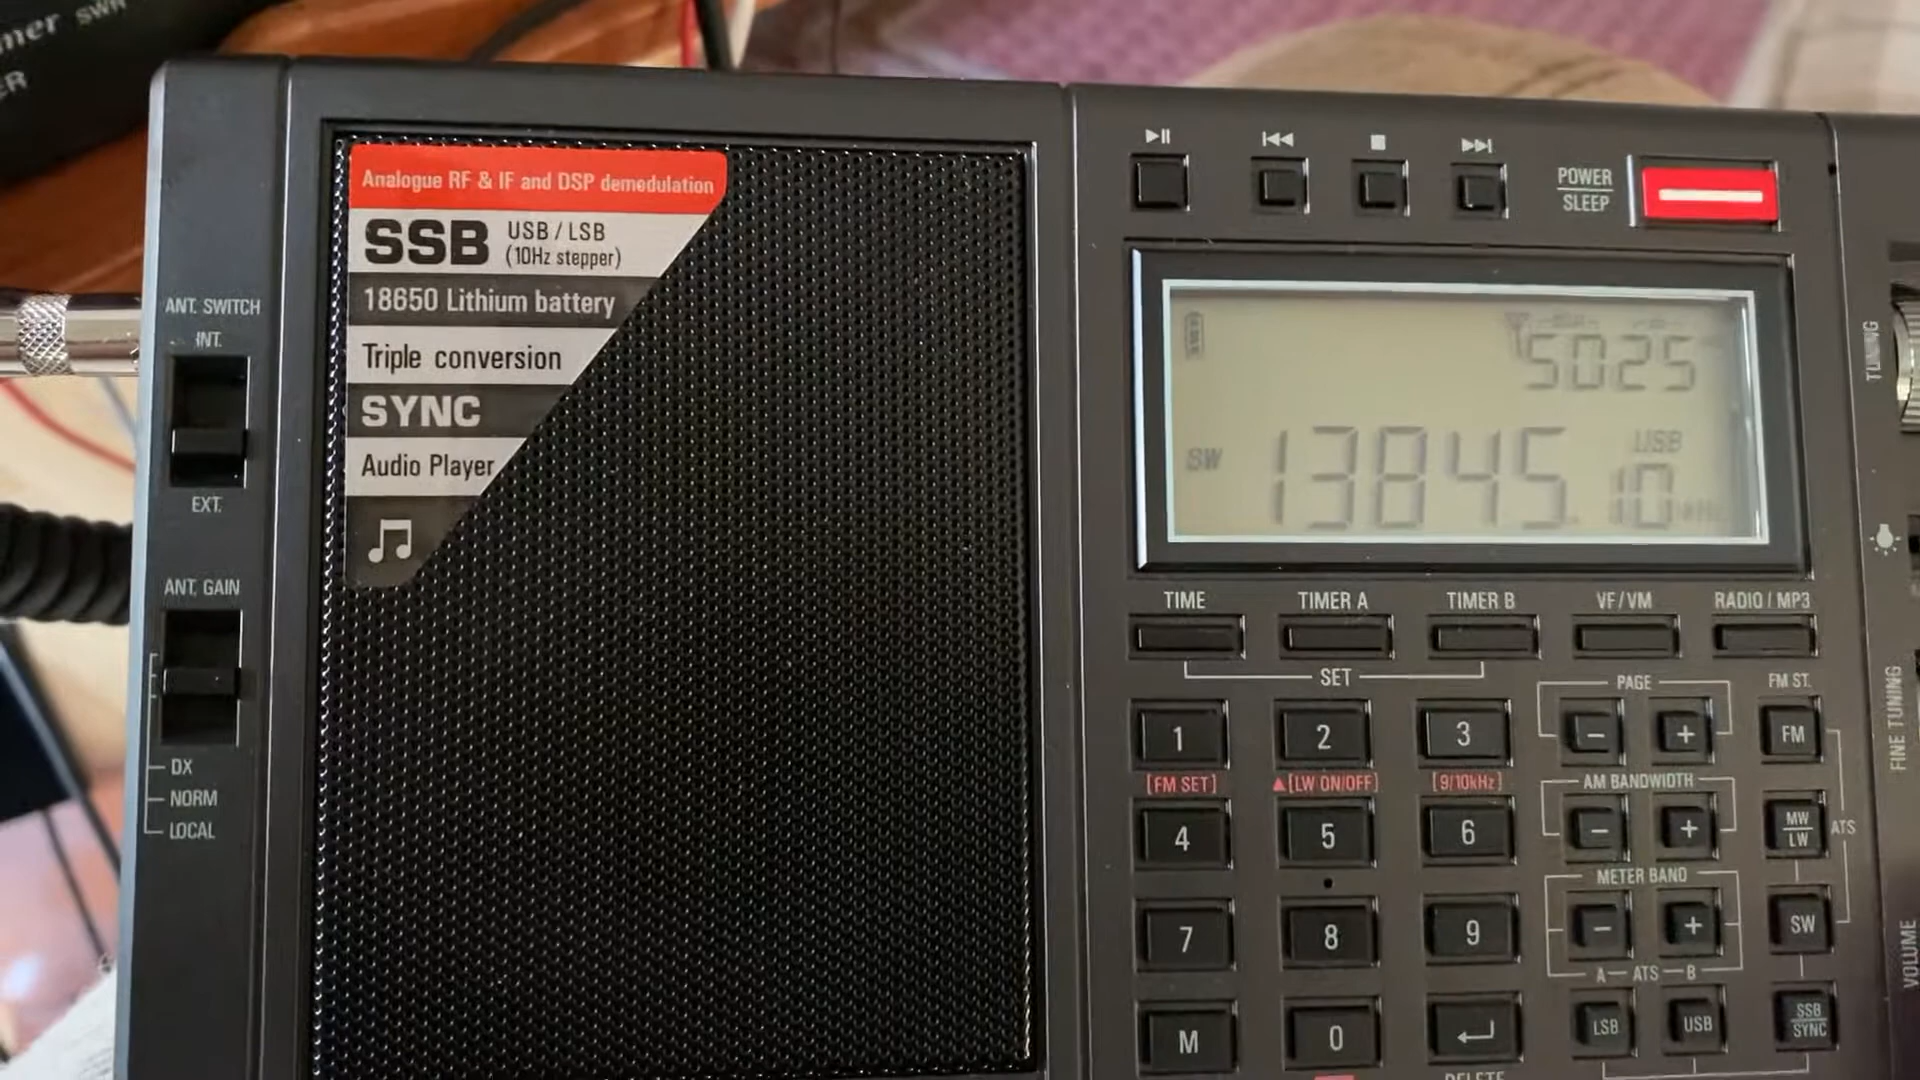 SWR
ANT. SWITCH
INT.
EXT.
ANT. GAIN
DX
NORM
LOCAL
Analogue RF & IF and DSP demodulation
SSB USB / LSB
(10Hz stepper)
18650 Lithium battery
Triple conversion
SYNC
Audio Player
POWER
SLEEP
5025
SW 13845.10 USB
TIME TIMER A TIMER B VF/VM RADIO / MP3
SET
PAGE
FM ST.
1 2 3 - + FM
[FM SET] [LW ON/OFF] [9/10kHz]
AM BANDWIDTH
4 5 6 - + MW
LW
ATS
METER BAND
7 8 9 - + SW
A ATS B
M 0 LSB USB SSB
SYNC
DELETE
TUNING
FINE TUNING
VOLUME